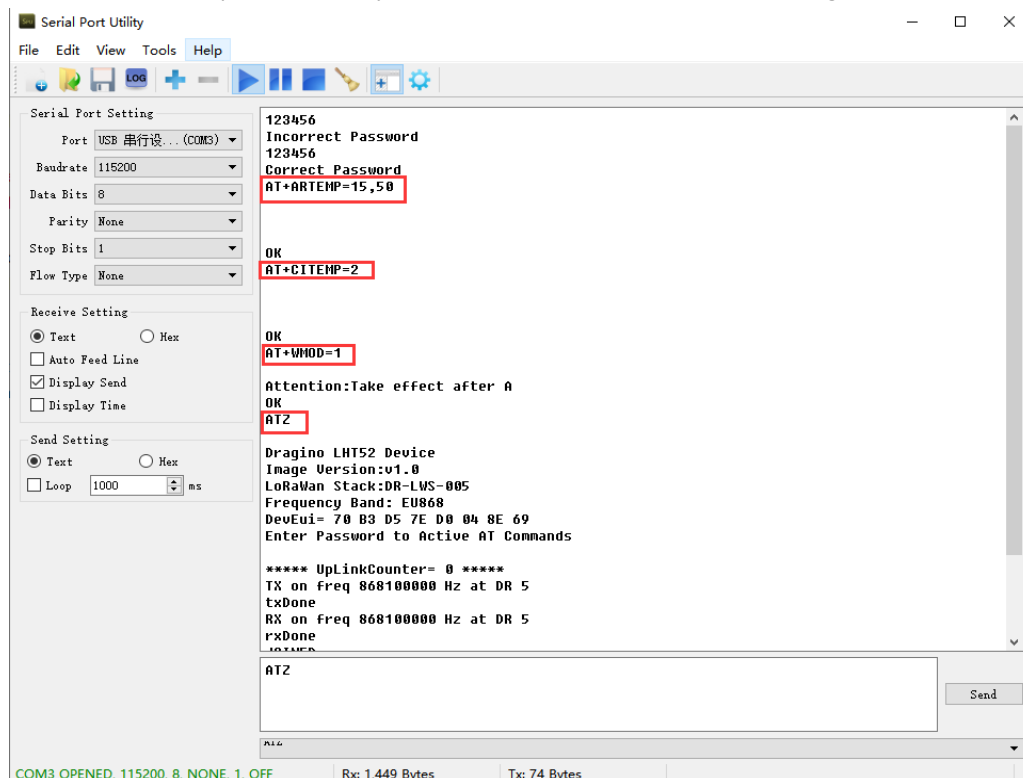 Serial Port Utility
File Edit View Tools Help
LOG
Serial Port Setting
Port USB 串行设...(COM3)
Baudrate 115200
Data Bits 8
Parity None
Stop Bits 1
Flow Type None
Receive Setting
Text Hex
Auto Feed Line
Display Send
Display Time
Send Setting
Text Hex
Loop 1000 ms
123456
Incorrect Password
123456
Correct Password
AT+ARTEMP=15,50
OK
AT+CITEMP=2
OK
AT+WMOD=1
Attention:Take effect after A
OK
ATZ
Dragino LHT52 Device
Image Version:v1.0
LoRaWan Stack:DR-LWS-005
Frequency Band: EU868
DevEui= 70 B3 D5 7E D0 04 8E 69
Enter Password to Active AT Commands
***** UpLinkCounter= 0 *****
TX on freq 868100000 Hz at DR 5
txDone
RX on freq 868100000 Hz at DR 5
rxDone
JOINED
ATZ
Send
ATZ
COM3 OPENED, 115200, 8, NONE, 1, OFF
Rx: 1,449 Bytes
Tx: 74 Bytes